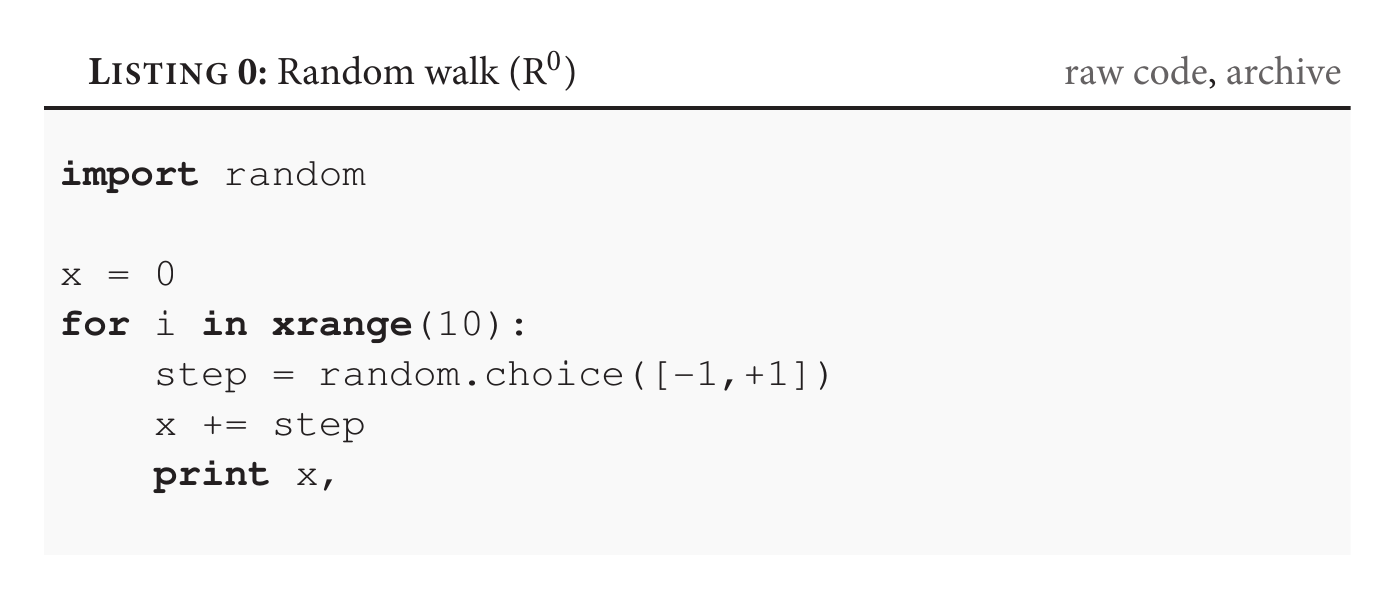 LISTING 0: Random walk (R⁰) raw code, archive
import random
x = 0
for i in xrange(10):
    step = random.choice([-1,+1])
    x += step
    print x,